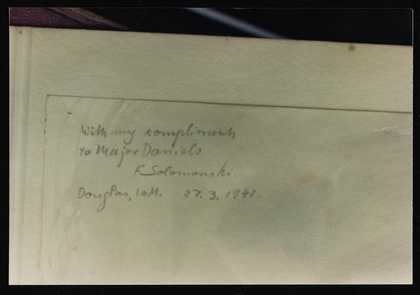 With my compliments
to Major Daniels
F. Solomonski.
Douglas, IoM. 27. 3. 1941.